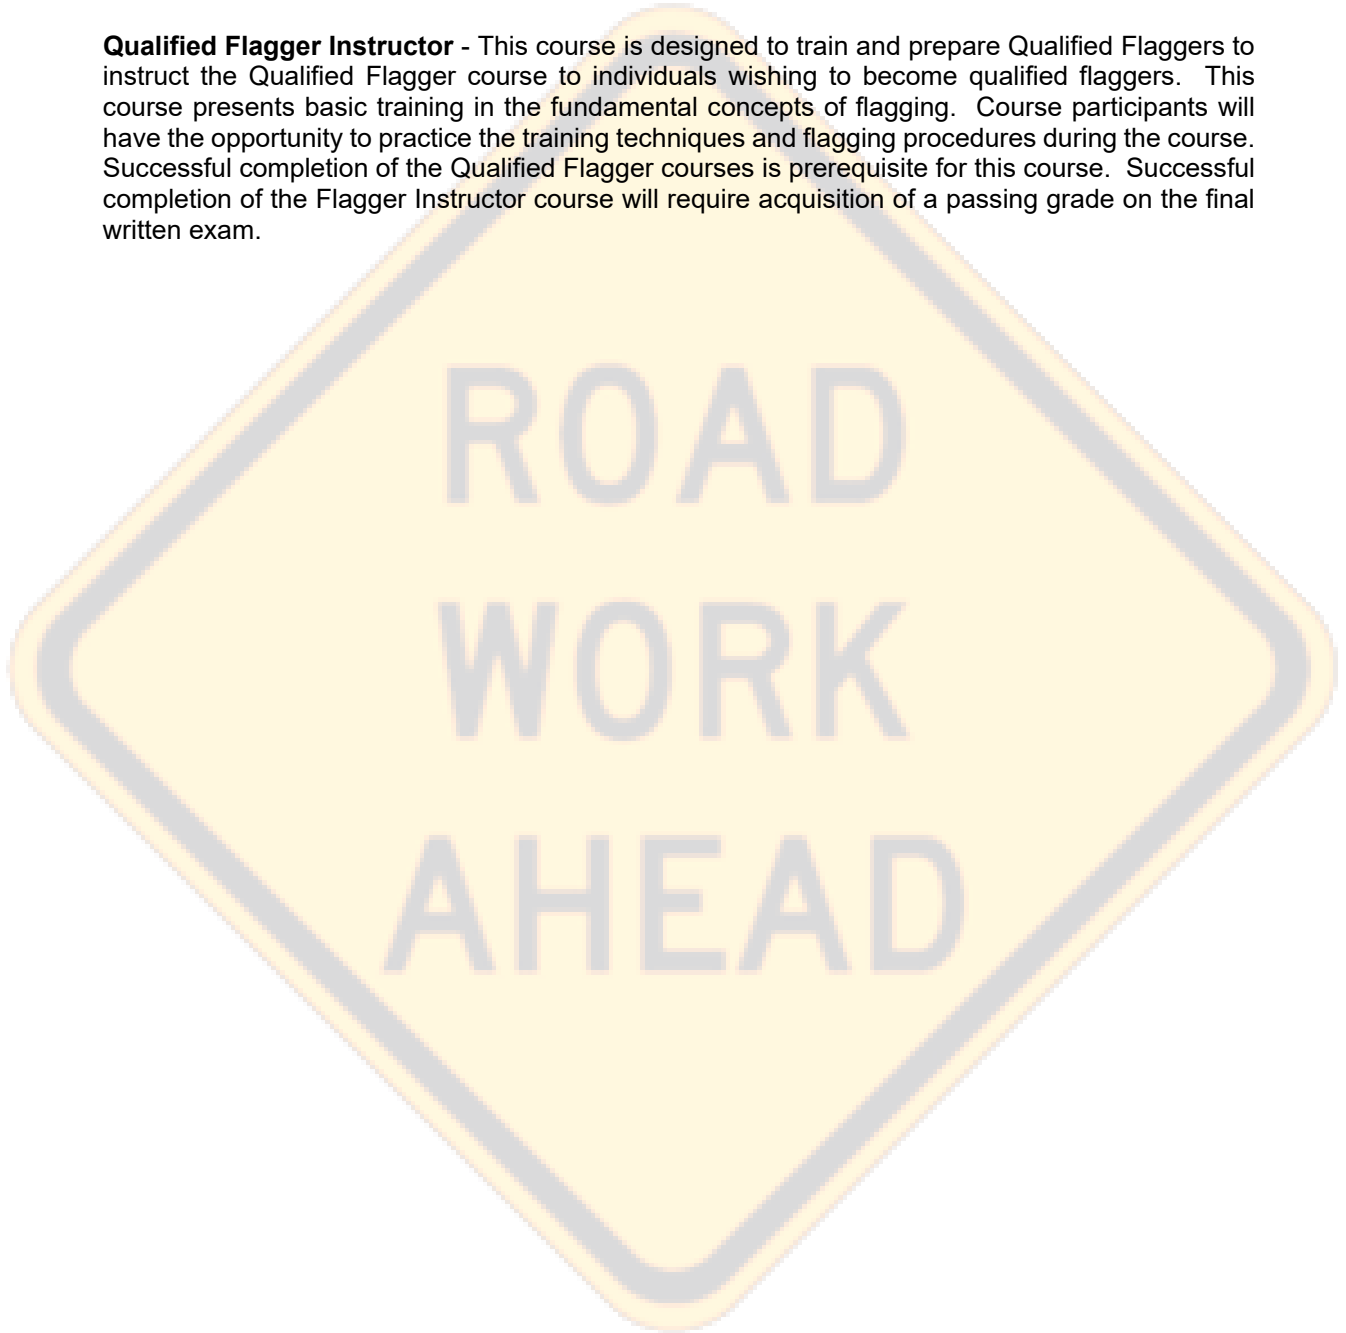 Qualified Flagger Instructor - This course is designed to train and prepare Qualified Flaggers to
instruct the Qualified Flagger course to individuals wishing to become qualified flaggers. This
course presents basic training in the fundamental concepts of flagging. Course participants will
have the opportunity to practice the training techniques and flagging procedures during the course.
Successful completion of the Qualified Flagger courses is prerequisite for this course. Successful
completion of the Flagger Instructor course will require acquisition of a passing grade on the final
written exam.
ROAD
WORK
AHEAD